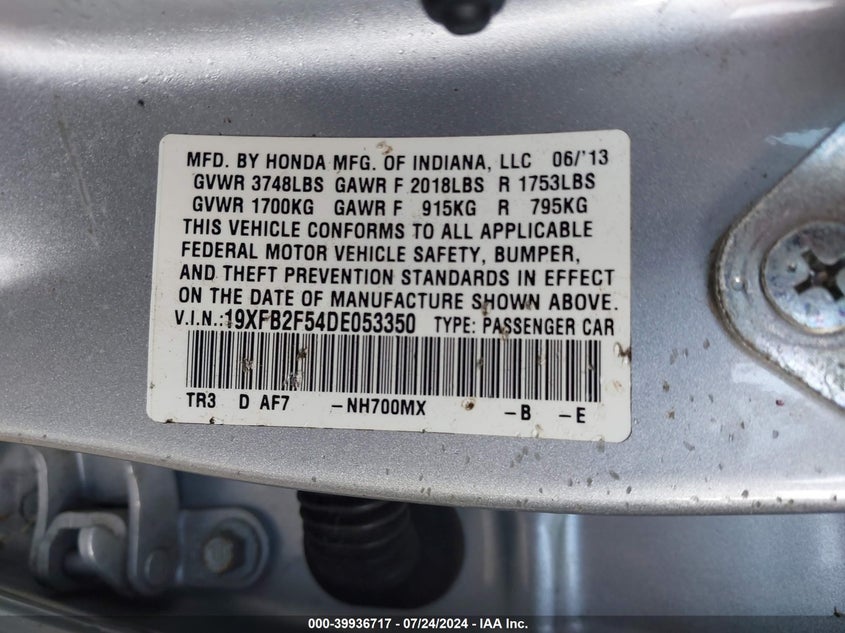 MFD. BY HONDA MFG. OF INDIANA, LLC 06/'13
GVWR 3748LBS GAWR F 2018LBS R 1753LBS
GVWR 1700KG GAWR F 915KG R 795KG
THIS VEHICLE CONFORMS TO ALL APPLICABLE
FEDERAL MOTOR VEHICLE SAFETY, BUMPER,
AND THEFT PREVENTION STANDARDS IN EFFECT
ON THE DATE OF MANUFACTURE SHOWN ABOVE.
V.I.N.:19XFB2F54DE053350 TYPE: PASSENGER CAR
TR3 D AF7 -NH700MX -B -E
000-39936717 - 07/24/2024 - IAA Inc.